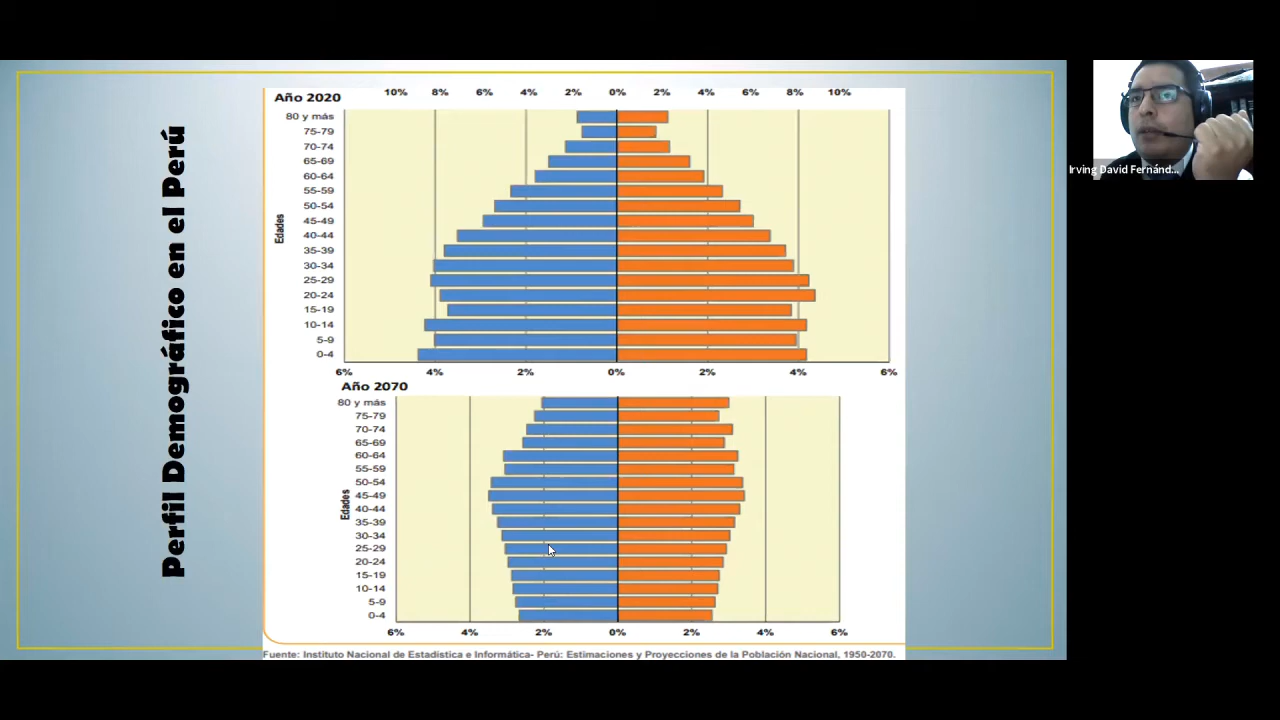 Perfil Demográfico en el Perú
Año 2020
10% 8% 6% 4% 2% 0% 2% 4% 6% 8% 10%
Edades
80 y más
75-79
70-74
65-69
60-64
55-59
50-54
45-49
40-44
35-39
30-34
25-29
20-24
15-19
10-14
5-9
0-4
6% 4% 2% 0% 2% 4% 6%
Año 2070
Edades
80 y más
75-79
70-74
65-69
60-64
55-59
50-54
45-49
40-44
35-39
30-34
25-29
20-24
15-19
10-14
5-9
0-4
6% 4% 2% 0% 2% 4% 6%
Fuente: Instituto Nacional de Estadística e Informática- Perú: Estimaciones y Proyecciones de la Población Nacional, 1950-2070.
Irving David Fernánd...